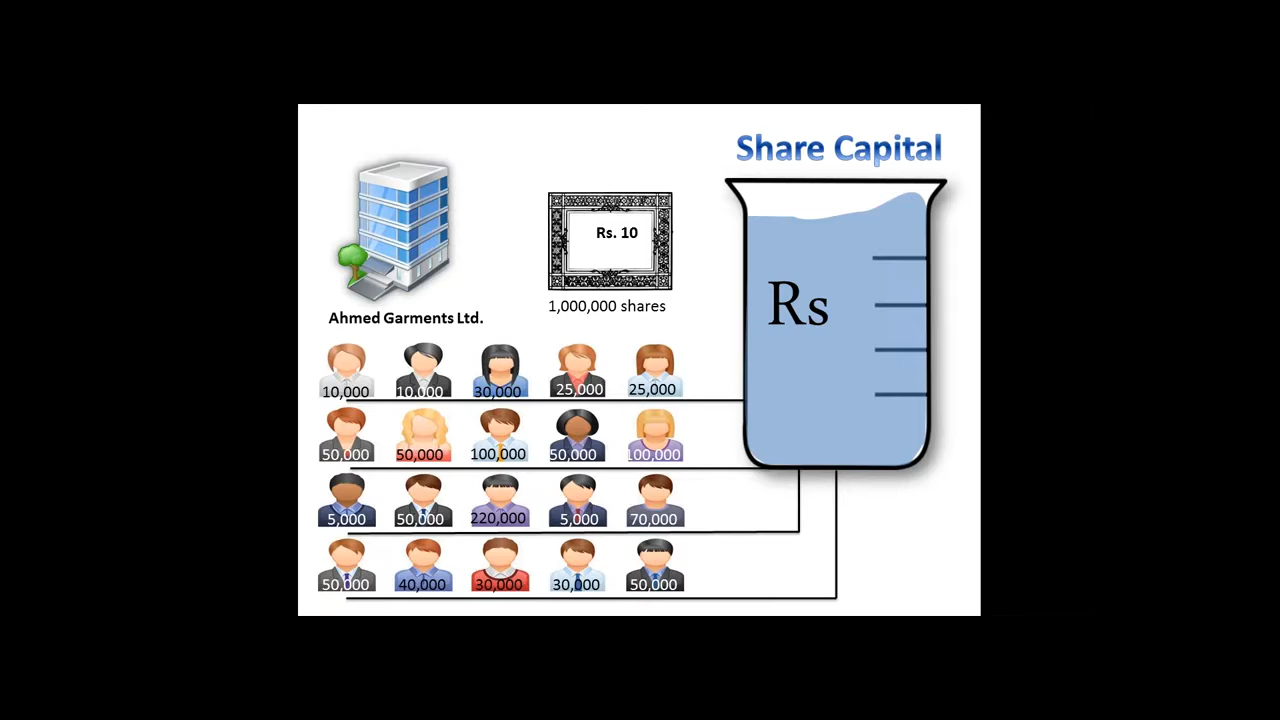 Share Capital
Rs. 10
1,000,000 shares
Rs
Ahmed Garments Ltd.
10,000 10,000 30,000 25,000 25,000
50,000 50,000 100,000 50,000 100,000
5,000 50,000 220,000 5,000 70,000
50,000 40,000 30,000 30,000 50,000